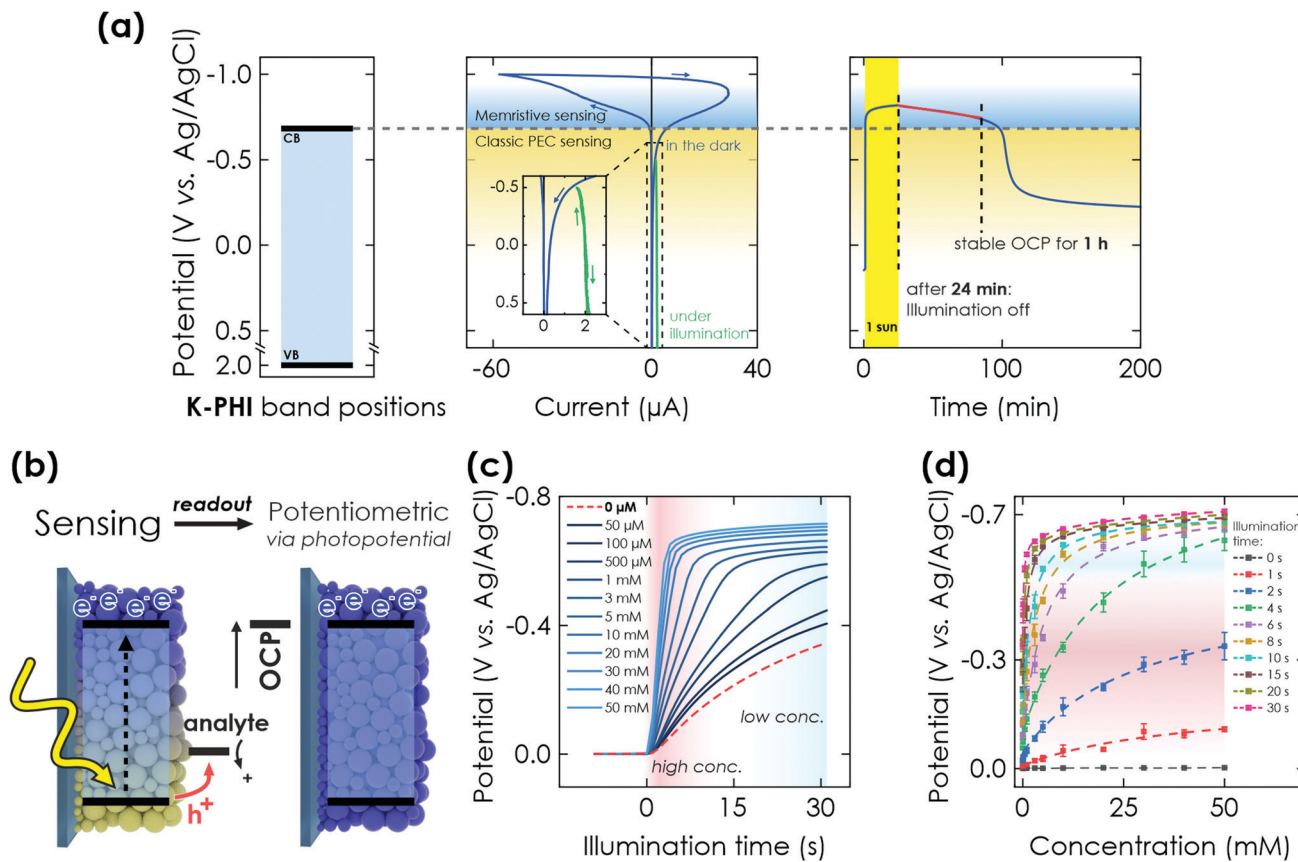 (a)
Potential (V vs. Ag/AgCl)
-1.0
-0.5
0.0
0.5
2.0
CB
VB
K-PHI band positions
Memristive sensing
Classic PEC sensing
in the dark
-0.5
0.0
0.5
0
2
under
illumination
-60
0
40
Current (µA)
stable OCP for 1 h
after 24 min:
Illumination off
1 sun
0
100
200
Time (min)
(b)
Sensing
readout
Potentiometric
via photopotential
e- e- e- e-
OCP
analyte
+
h+
e- e- e- e-
(c)
Potential (V vs. Ag/AgCl)
-0.8
-0.4
0.0
0 µM
50 µM
100 µM
500 µM
1 mM
3 mM
5 mM
10 mM
20 mM
30 mM
40 mM
50 mM
low conc.
high conc.
0
15
30
Illumination time (s)
(d)
Potential (V vs. Ag/AgCl)
-0.7
-0.3
0.0
Illumination
time:
0 s
1 s
2 s
4 s
6 s
8 s
10 s
15 s
20 s
30 s
0
30
50
Concentration (mM)